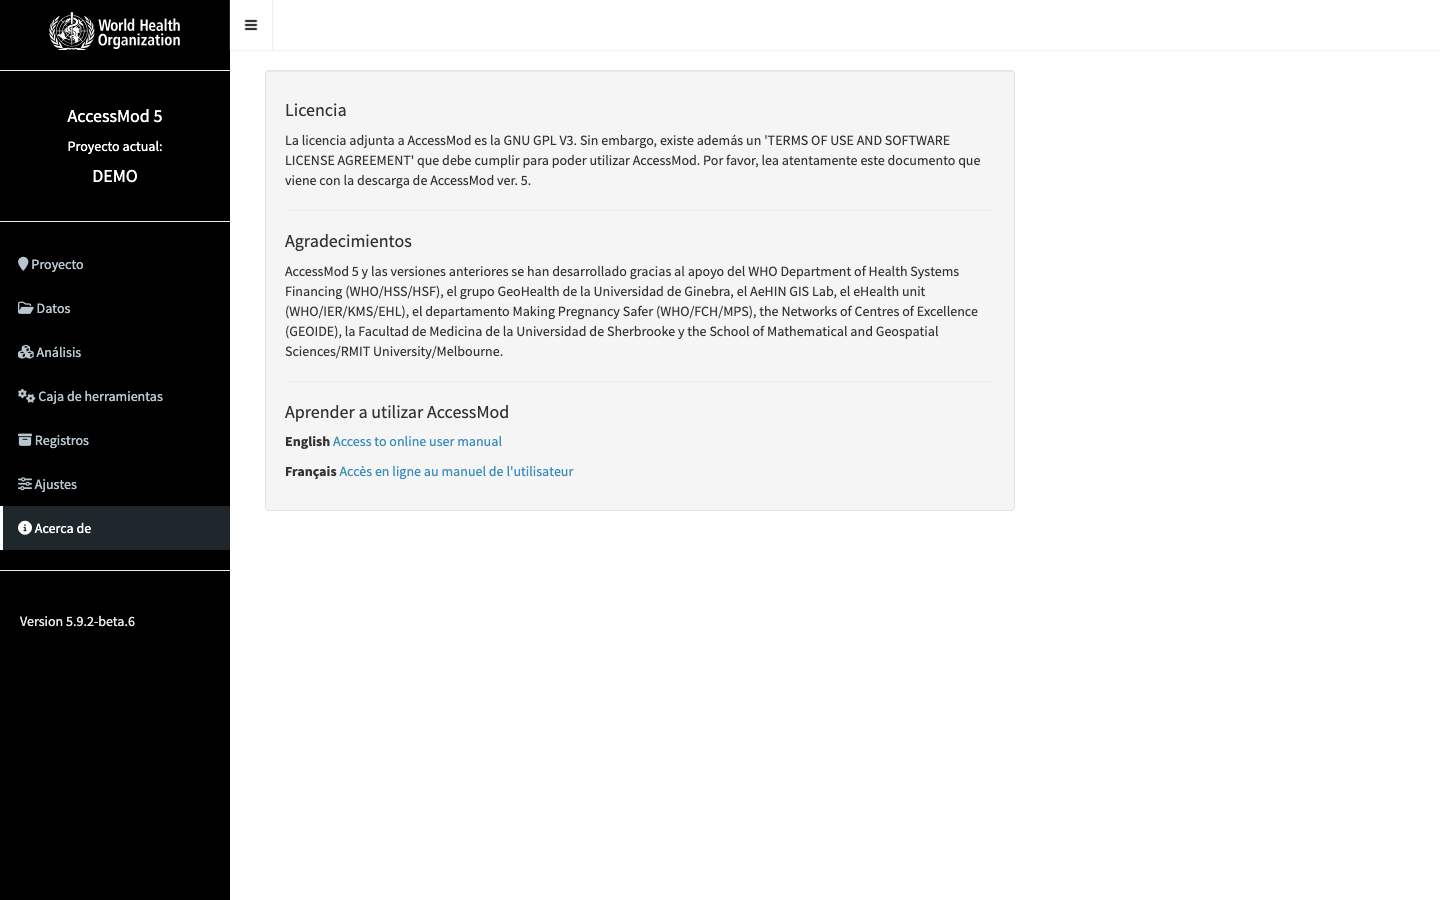 World Health
Organization
AccessMod 5
Proyecto actual:
DEMO
Proyecto
Datos
Análisis
Caja de herramientas
Registros
Ajustes
Acerca de
Version 5.9.2-beta.6
Licencia
La licencia adjunta a AccessMod es la GNU GPL V3. Sin embargo, existe además un 'TERMS OF USE AND SOFTWARE
LICENSE AGREEMENT' que debe cumplir para poder utilizar AccessMod. Por favor, lea atentamente este documento que
viene con la descarga de AccessMod ver. 5.
Agradecimientos
AccessMod 5 y las versiones anteriores se han desarrollado gracias al apoyo del WHO Department of Health Systems
Financing (WHO/HSS/HSF), el grupo GeoHealth de la Universidad de Ginebra, el AeHIN GIS Lab, el eHealth unit
(WHO/IER/KMS/EHL), el departamento Making Pregnancy Safer (WHO/FCH/MPS), the Networks of Centres of Excellence
(GEOIDE), la Facultad de Medicina de la Universidad de Sherbrooke y the School of Mathematical and Geospatial
Sciences/RMIT University/Melbourne.
Aprender a utilizar AccessMod
English Access to online user manual
Français Accès en ligne au manuel de l'utilisateur